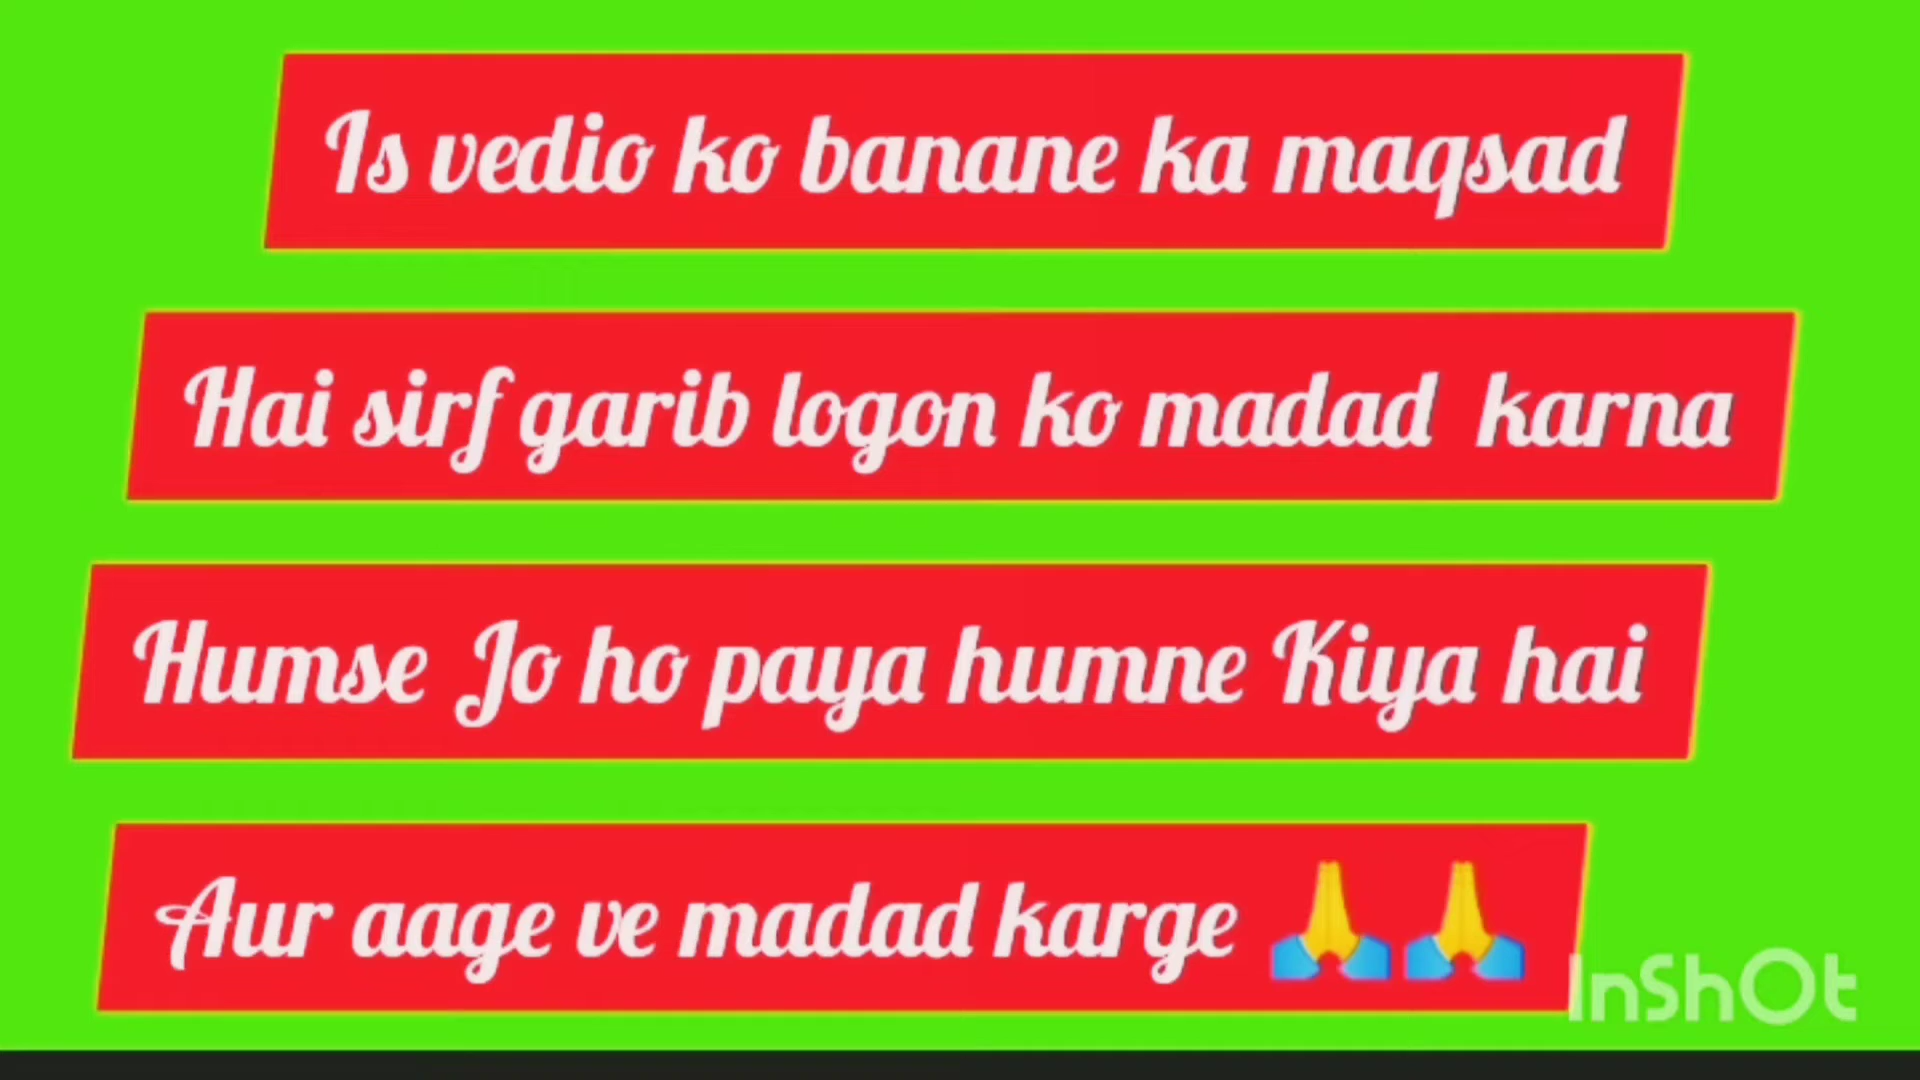 Is vedio ko banane ka maqsad
Hai sirf garib logon ko madad karna
Humse Jo ho paya humne Kiya hai
Aur aage ve madad karge 🙏🙏
InShOt